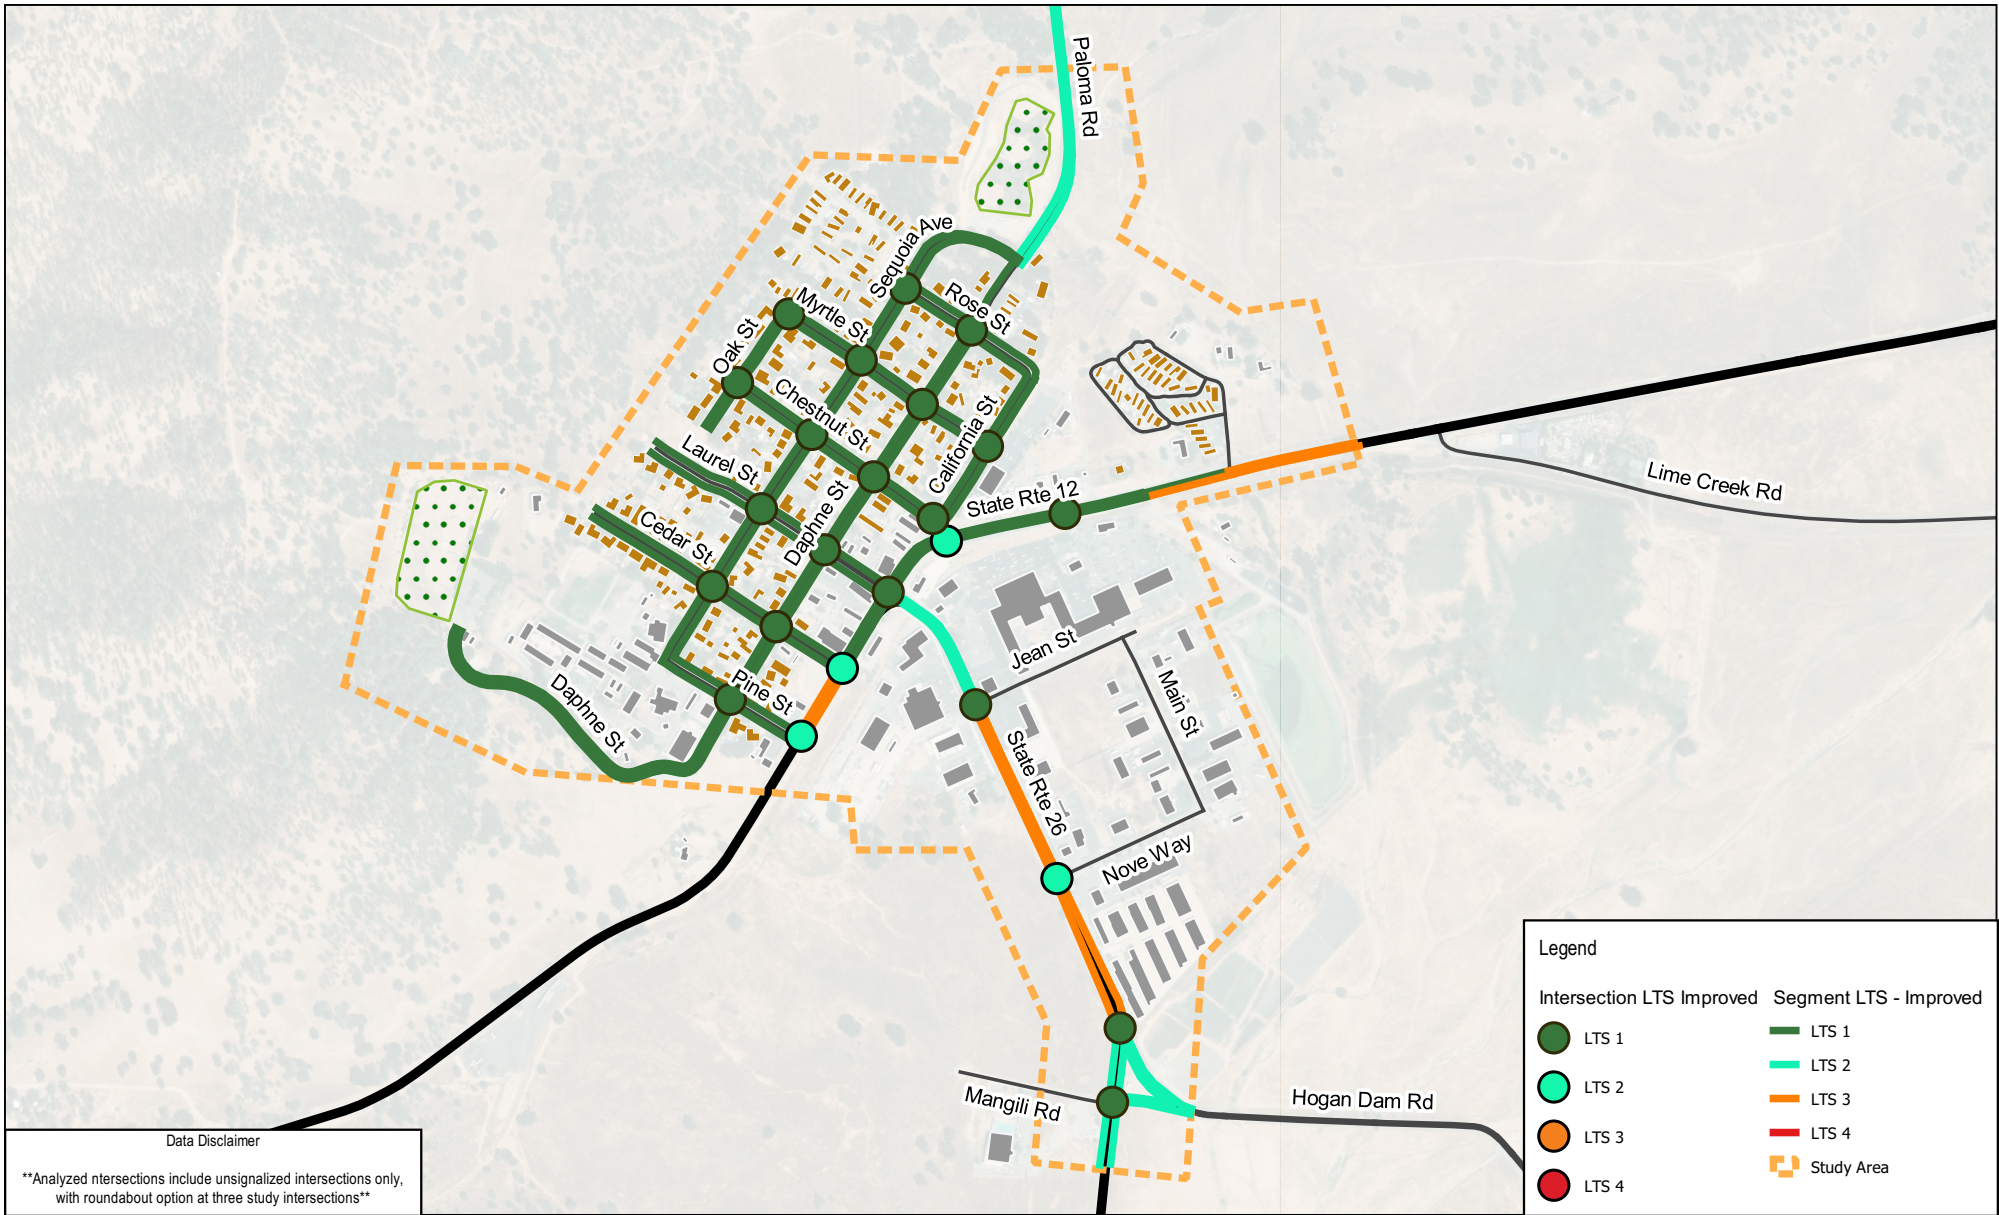 Paloma Rd
Sequoia Ave
Rose St
Myrtle St
Oak St
Chestnut St
California St
Laurel St
Daphne St
State Rte 12
Lime Creek Rd
Cedar St
Jean St
Main St
Pine St
Daphne St
State Rte 26
Nove Way
Mangili Rd
Hogan Dam Rd
Legend
Intersection LTS Improved
LTS 1
LTS 2
LTS 3
LTS 4
Segment LTS - Improved
LTS 1
LTS 2
LTS 3
LTS 4
Study Area
Data Disclaimer
**Analyzed ntersections include unsignalized intersections only,
with roundabout option at three study intersections**